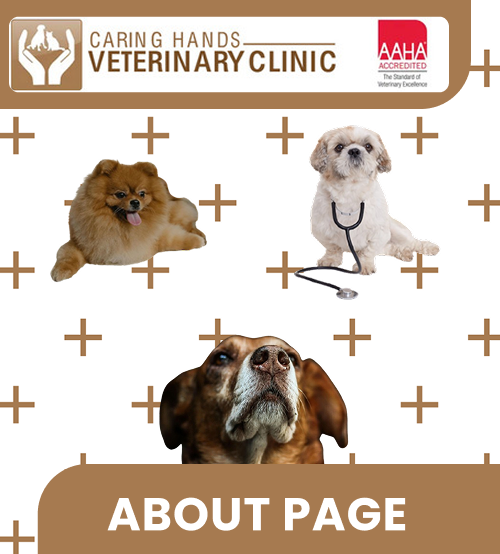 CARING HANDS
VETERINARY CLINIC
AAHA
ACCREDITED
The Standard of
Veterinary Excellence
ABOUT PAGE